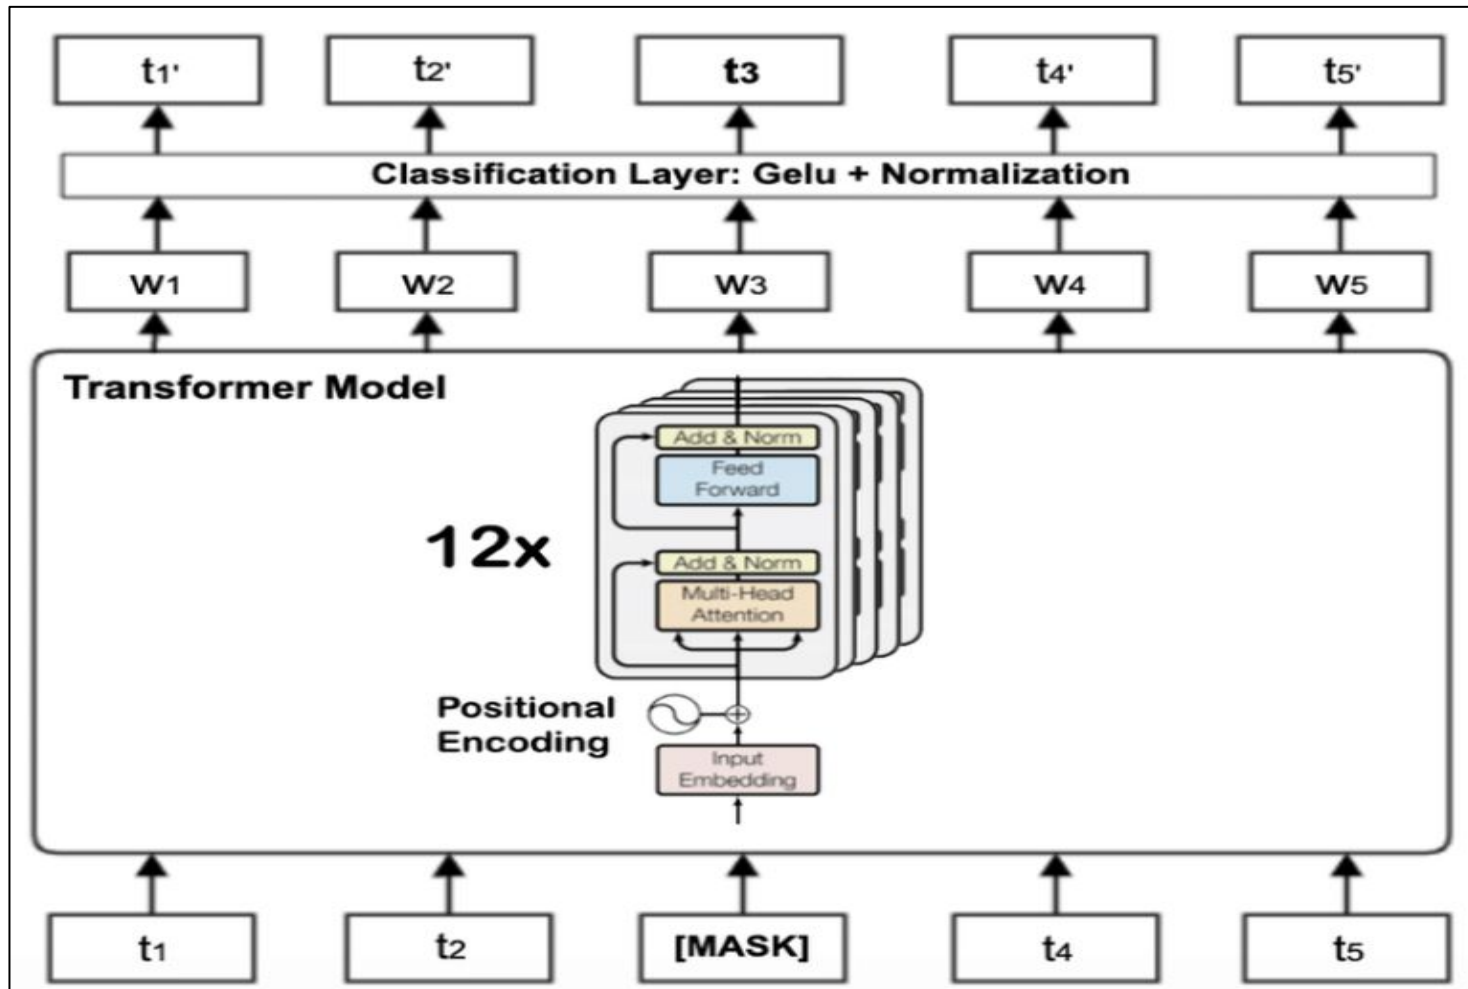 t1' t2' t3 t4' t5'
Classification Layer: Gelu + Normalization
w1 w2 w3 w4 w5
Transformer Model
Add & Norm
Feed
Forward
12x
Add & Norm
Multi-Head
Attention
Positional
Encoding
Input
Embedding
t1 t2 [MASK] t4 t5